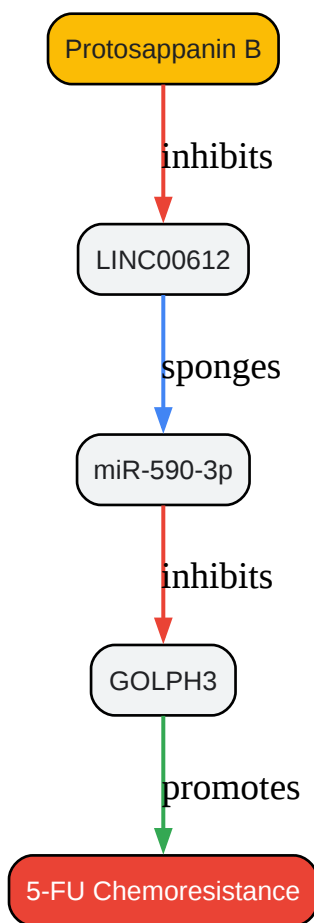 Protosappanin B
inhibits
LINC00612
sponges
miR-590-3p
inhibits
GOLPH3
promotes
5-FU Chemoresistance